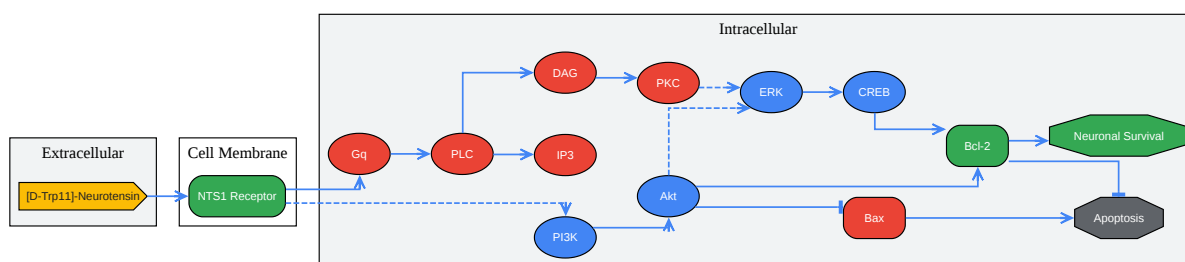 Intracellular
DAG
PKC
ERK
CREB
Extracellular
Cell Membrane
Gq
PLC
IP3
Bcl-2
Neuronal Survival
[D-Trp11]-Neurotensin
NTS1 Receptor
Akt
PI3K
Bax
Apoptosis